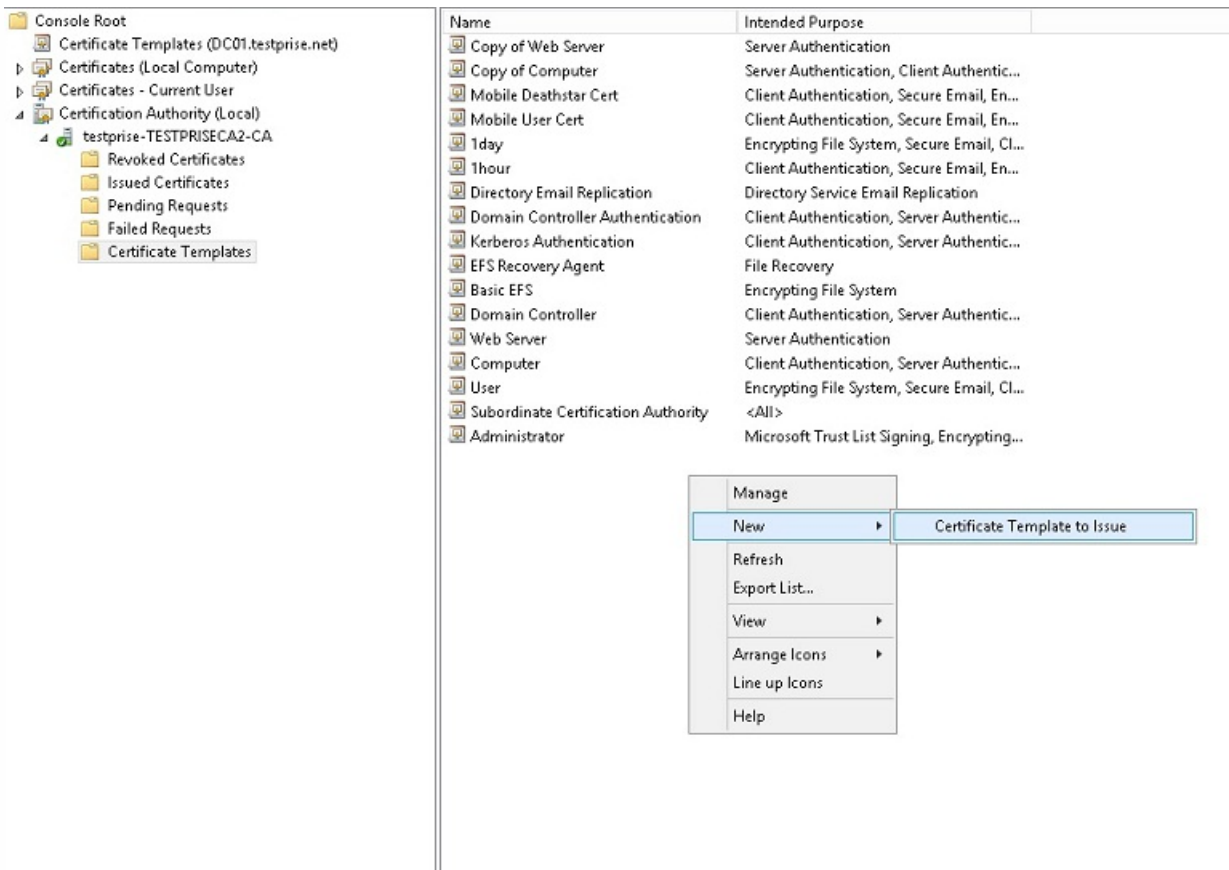 Console Root
Certificate Templates (DC01.testprise.net)
Certificates (Local Computer)
Certificates - Current User
Certification Authority (Local)
testprise-TESTPRISECA2-CA
Revoked Certificates
Issued Certificates
Pending Requests
Failed Requests
Certificate Templates
Name Intended Purpose
Copy of Web Server Server Authentication
Copy of Computer Server Authentication, Client Authentic...
Mobile Deathstar Cert Client Authentication, Secure Email, En...
Mobile User Cert Client Authentication, Secure Email, En...
1day Encrypting File System, Secure Email, Cl...
1hour Client Authentication, Secure Email, En...
Directory Email Replication Directory Service Email Replication
Domain Controller Authentication Client Authentication, Server Authentic...
Kerberos Authentication Client Authentication, Server Authentic...
EFS Recovery Agent File Recovery
Basic EFS Encrypting File System
Domain Controller Client Authentication, Server Authentic...
Web Server Server Authentication
Computer Client Authentication, Server Authentic...
User Encrypting File System, Secure Email, Cl...
Subordinate Certification Authority <All>
Administrator Microsoft Trust List Signing, Encrypting...
Manage
New Certificate Template to Issue
Refresh
Export List...
View
Arrange Icons
Line up Icons
Help